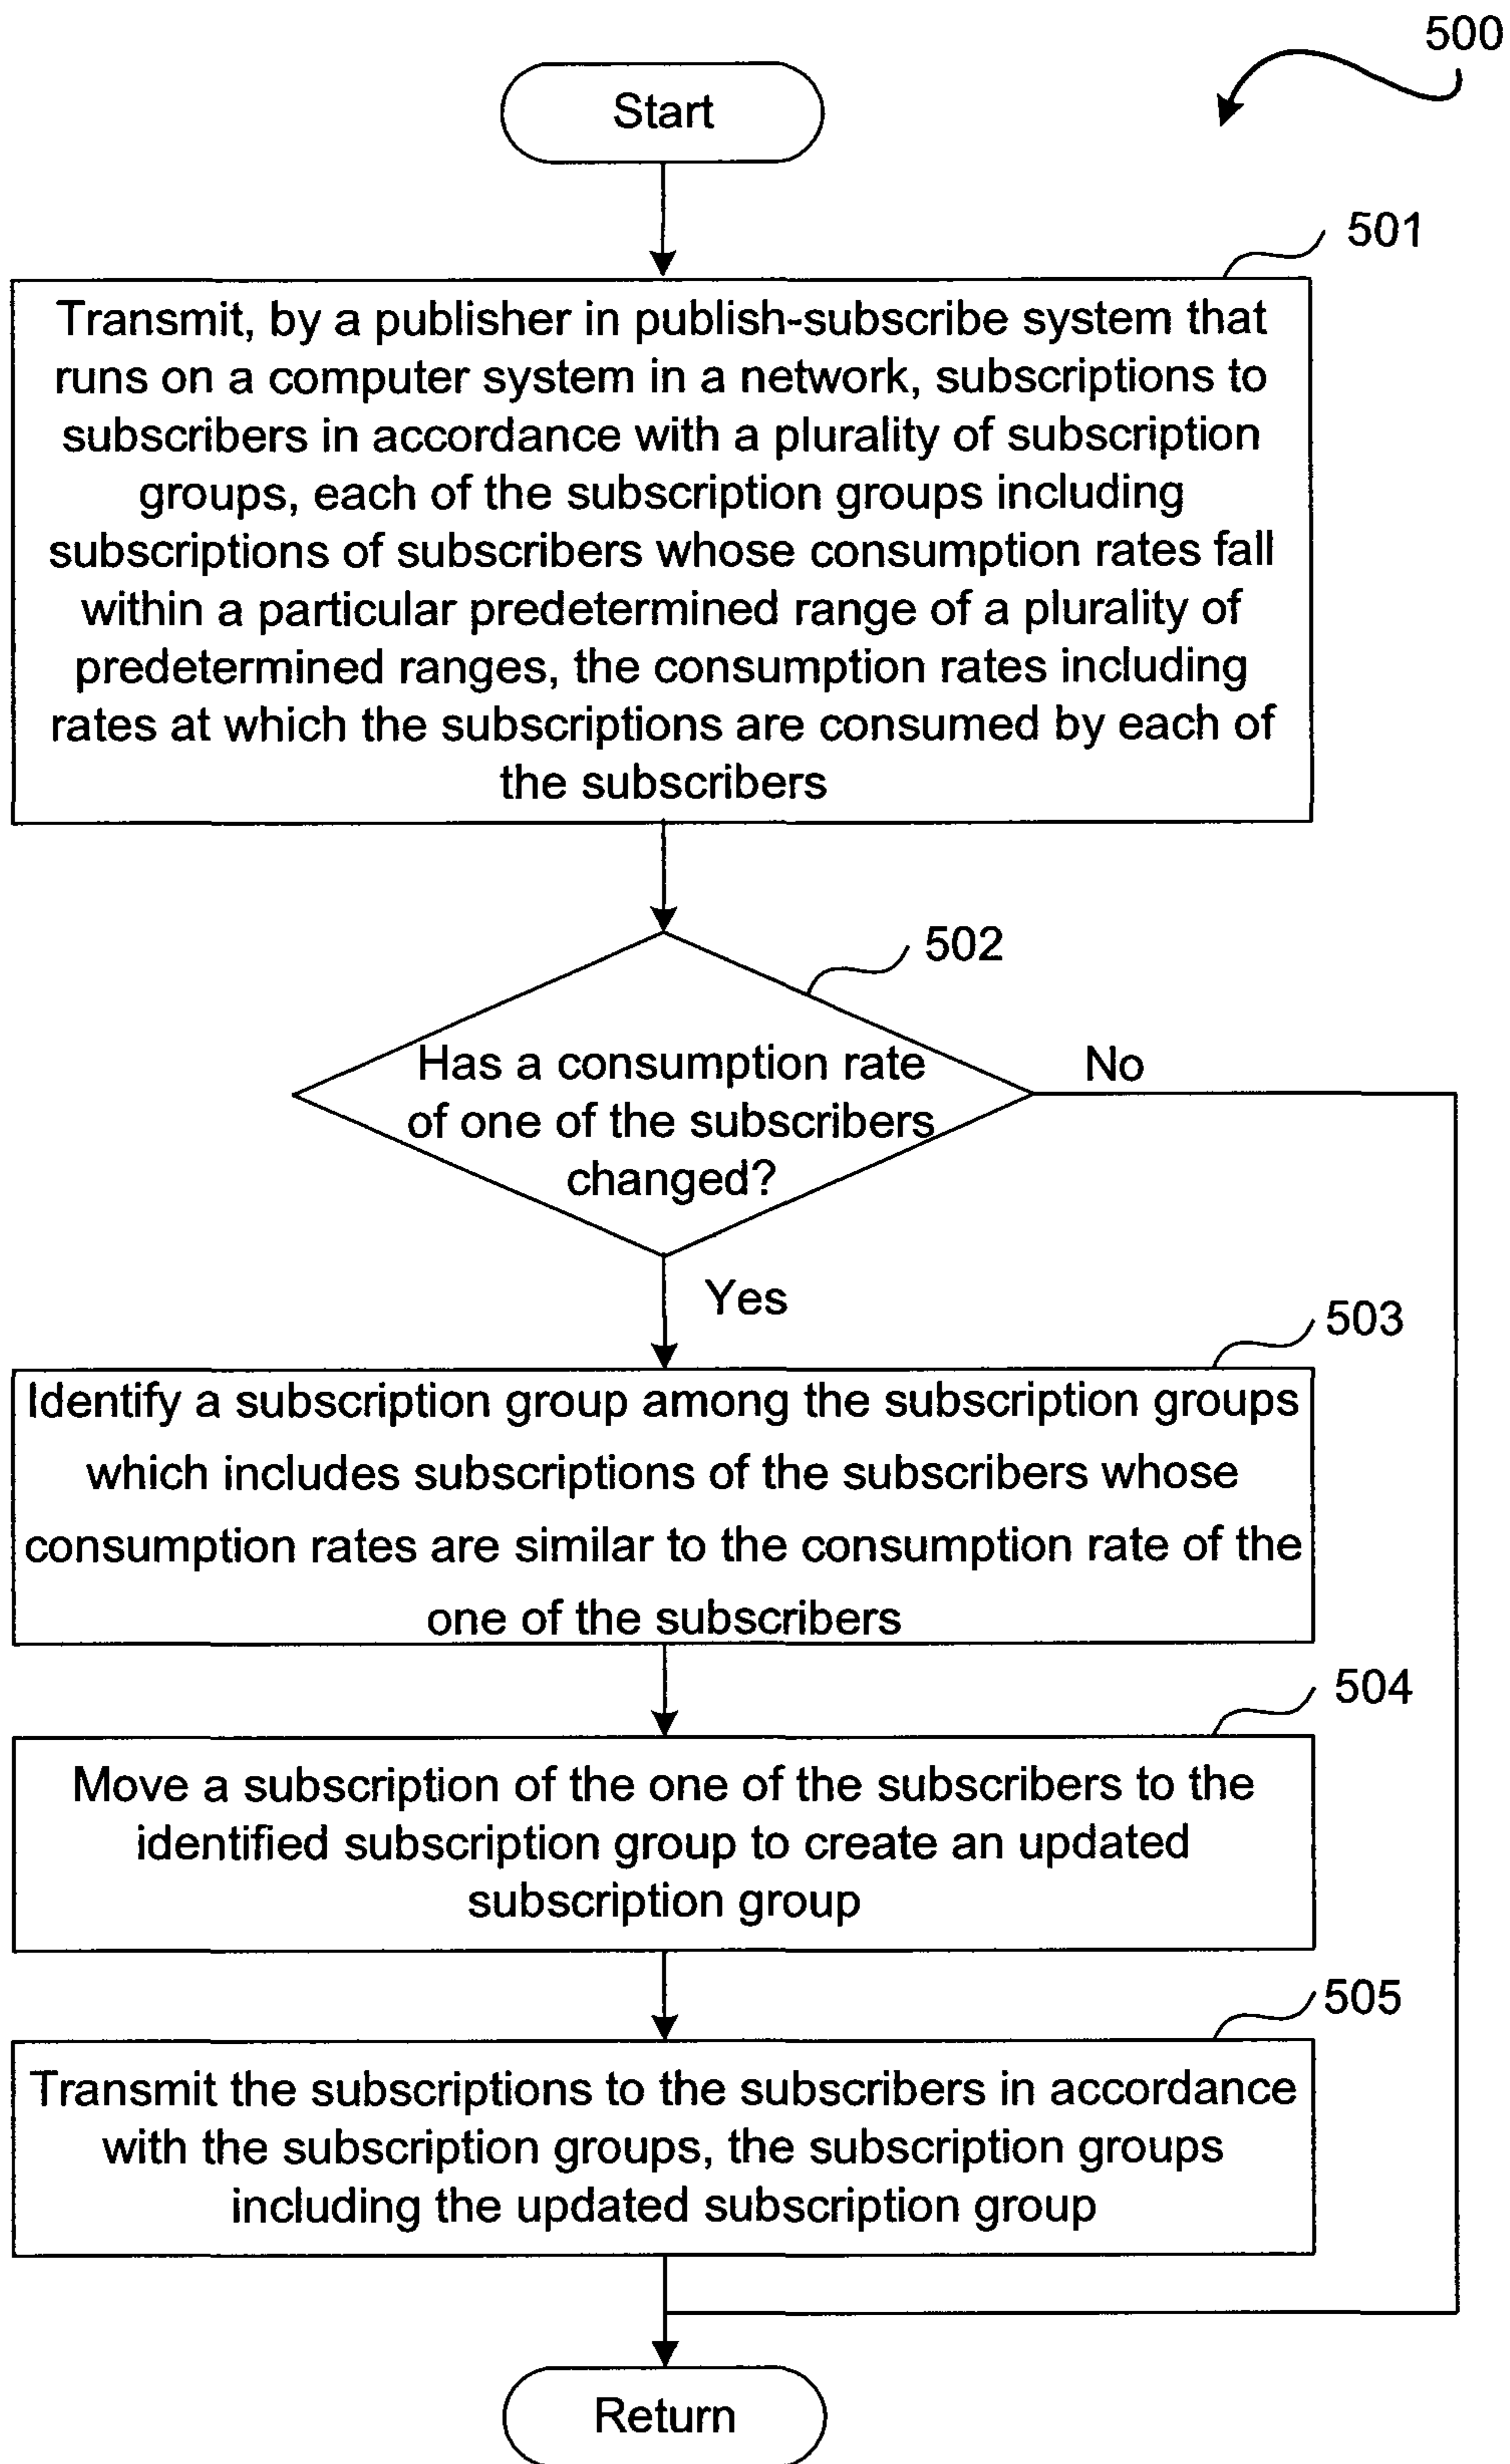 500
Start
501
Transmit, by a publisher in publish-subscribe system that
runs on a computer system in a network, subscriptions to
subscribers in accordance with a plurality of subscription
groups, each of the subscription groups including
subscriptions of subscribers whose consumption rates fall
within a particular predetermined range of a plurality of
predetermined ranges, the consumption rates including
rates at which the subscriptions are consumed by each of
the subscribers
502
Has a consumption rate
of one of the subscribers
changed?
No
Yes
503
Identify a subscription group among the subscription groups
which includes subscriptions of the subscribers whose
consumption rates are similar to the consumption rate of the
one of the subscribers
504
Move a subscription of the one of the subscribers to the
identified subscription group to create an updated
subscription group
505
Transmit the subscriptions to the subscribers in accordance
with the subscription groups, the subscription groups
including the updated subscription group
Return